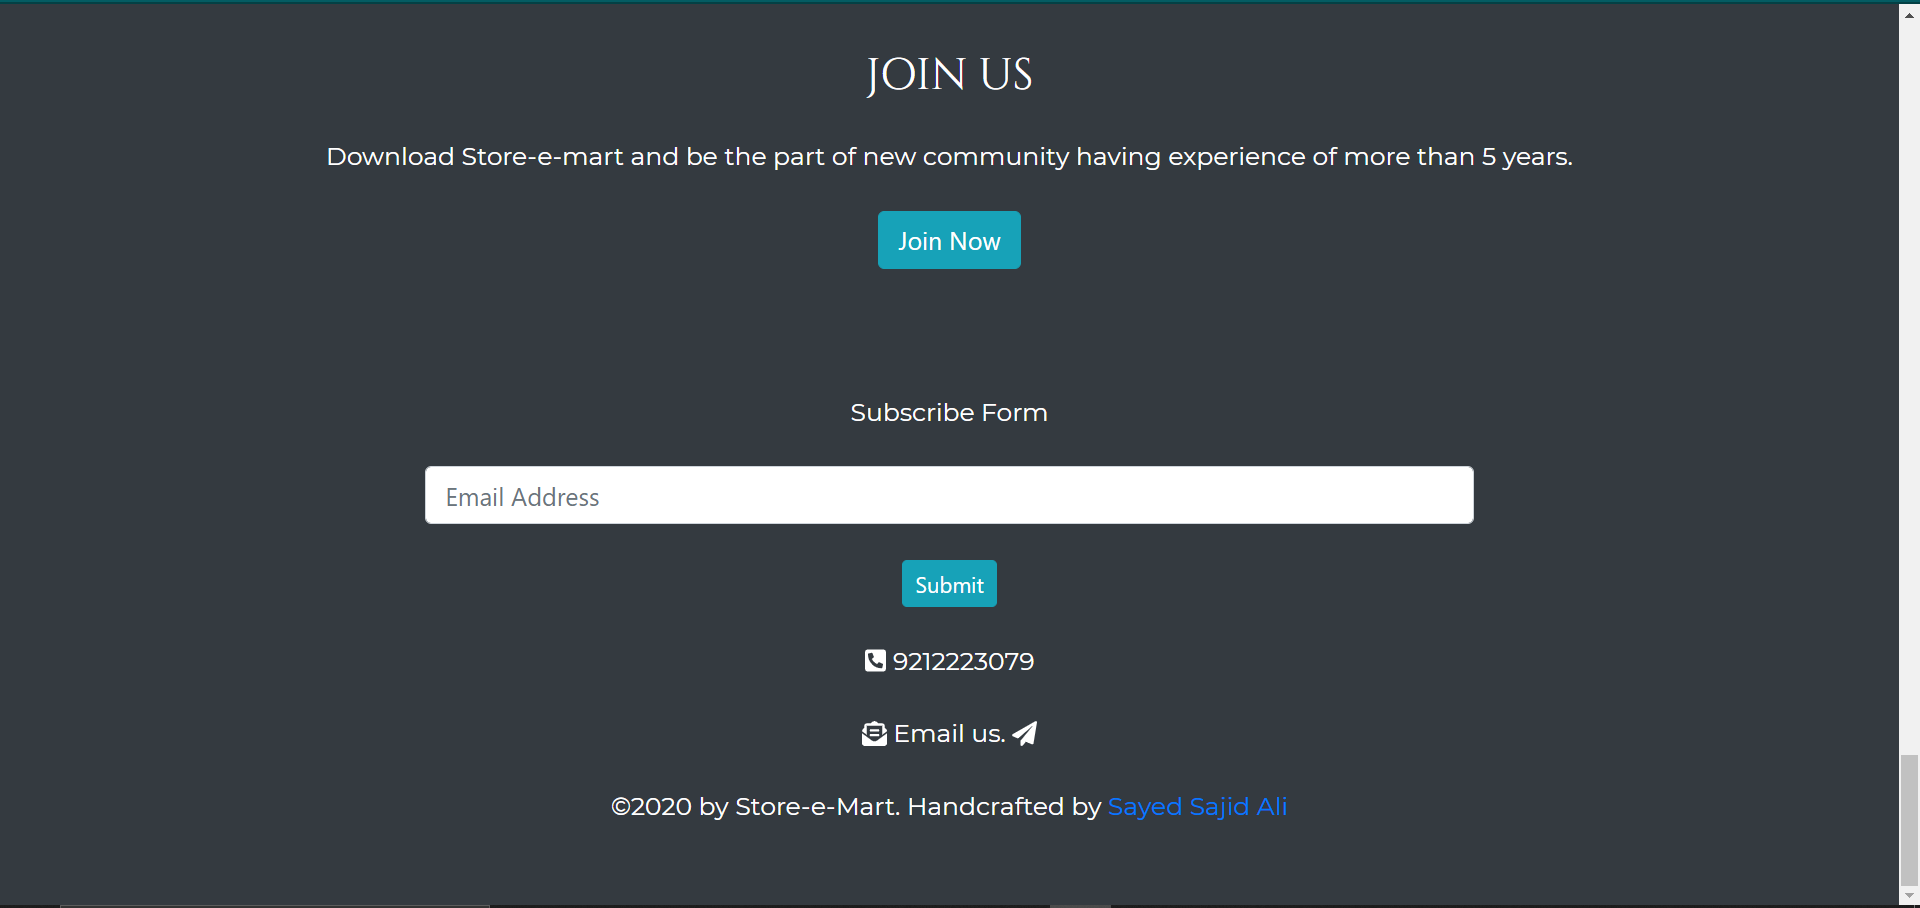 JOIN US
Download Store-e-mart and be the part of new community having experience of more than 5 years.
Join Now
Subscribe Form
Email Address
Submit
9212223079
Email us.
©2020 by Store-e-Mart. Handcrafted by Sayed Sajid Ali